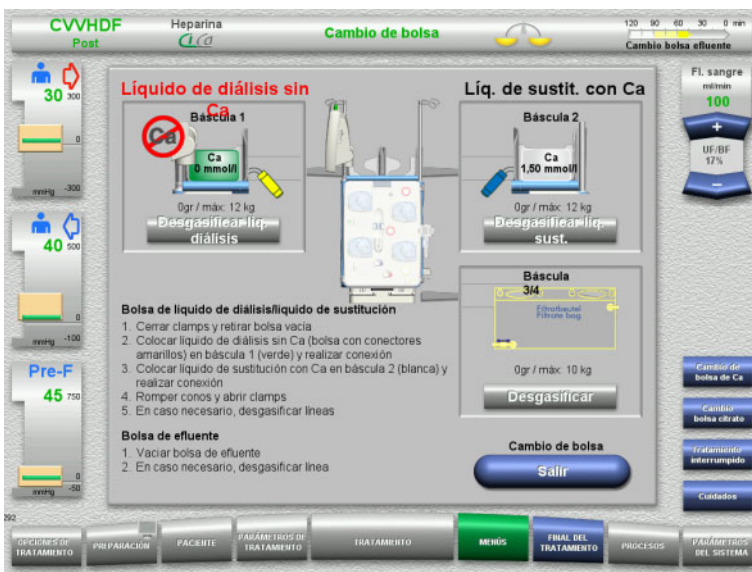 CVVHDF
Post
Heparina
Ci Ca
Cambio de bolsa
120 90 60 30 0 min
Cambio bolsa efluente
30 300
0
mmHg -300
40 500
0
mmHg -100
Pre-F
45 750
0
mmHg -50
Líquido de diálisis sin
Ca
Báscula 1
Ca
Ca
0 mmol/l
0gr / máx: 12 kg
Desgasificar líq.
diálisis
Líq. de sustit. con Ca
Báscula 2
Ca
1,50 mmol/l
0gr / máx: 12 kg
Desgasificar líq.
sust.
Báscula
3/4
Filtratbeutel
Filtrate bag
0gr / máx: 10 kg
Desgasificar
Bolsa de líquido de diálisis/líquido de sustitución
1. Cerrar clamps y retirar bolsa vacía
2. Colocar líquido de diálisis sin Ca (bolsa con conectores
amarillos) en báscula 1 (verde) y realizar conexión
3. Colocar líquido de sustitución con Ca en báscula 2 (blanca) y
realizar conexión
4. Romper conos y abrir clamps
5. En caso necesario, desgasificar líneas
Bolsa de efluente
1. Vaciar bolsa de efluente
2. En caso necesario, desgasificar línea
Cambio de bolsa
Salir
Fl. sangre
ml/min
100
+
UF/BF
17%
–
Cambio de
bolsa de Ca
Cambio
bolsa citrato
Tratamiento
interrumpido
Cuidados
292
OPCIONES DE
TRATAMIENTO
PREPARACIÓN
PACIENTE
PARÁMETROS DE
TRATAMIENTO
TRATAMIENTO
MENÚS
FINAL DEL
TRATAMIENTO
PROCESOS
PARÁMETROS
DEL SISTEMA